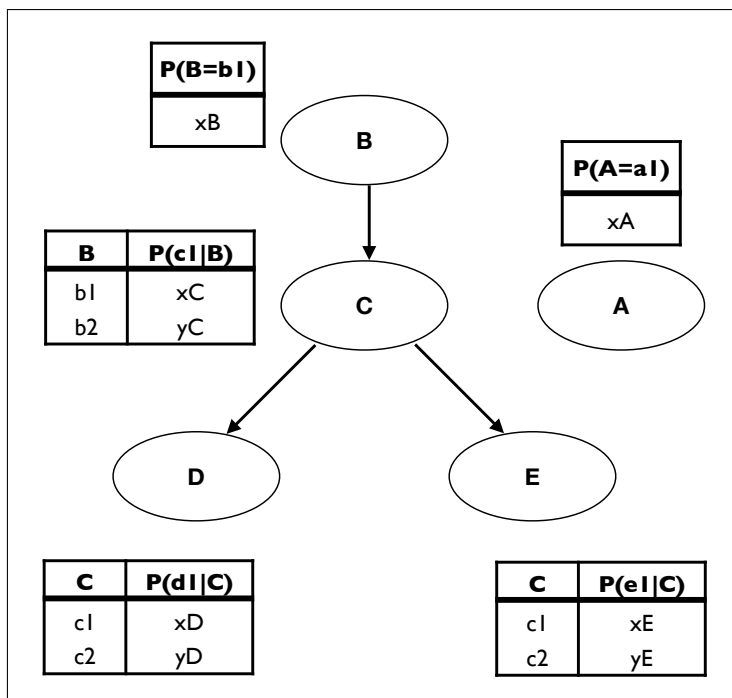 P(B=b1)
xB
B
P(A=a1)
xA
B P(c1|B)
b1 xC
b2 yC
C
A
D
E
C P(d1|C)
c1 xD
c2 yD
C P(e1|C)
c1 xE
c2 yE